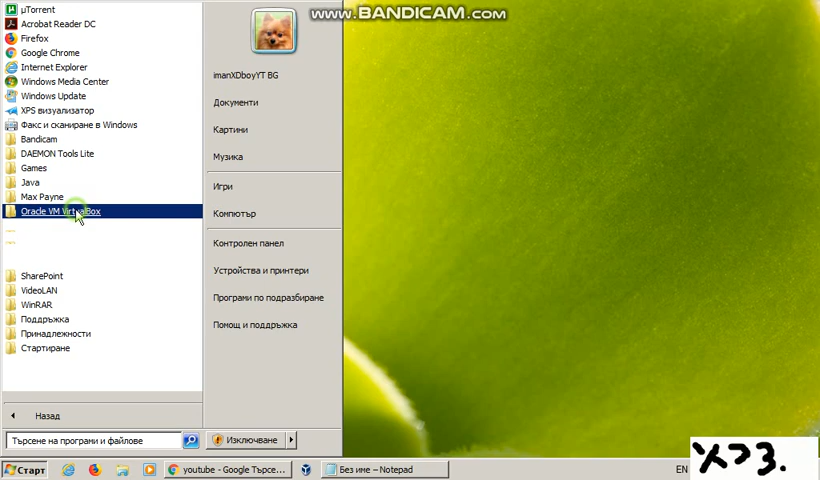 WWW.BANDICAM.COM
µTorrent
Acrobat Reader DC
Firefox
Google Chrome
Internet Explorer
Windows Media Center
Windows Update
XPS визуализатор
Факс и сканиране в Windows
Bandicam
DAEMON Tools Lite
Games
Java
Max Payne
Oracle VM VirtualBox
SharePoint
VideoLAN
WinRAR
Поддръжка
Принадлежности
Стартиране
Назад
Търсене на програми и файлове
imanXDboyYT BG
Документи
Картини
Музика
Игри
Компютър
Контролен панел
Устройства и принтери
Програми по подразбиране
Помощ и поддръжка
Изключване
Старт
youtube - Google Търсе...
Без име – Notepad
EN
X>3.